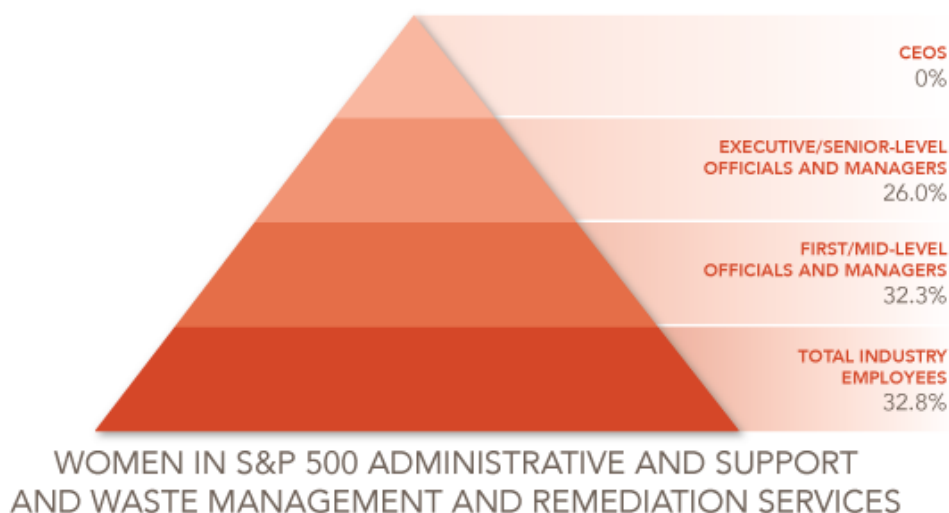 CEOS
0%
EXECUTIVE/SENIOR-LEVEL
OFFICIALS AND MANAGERS
26.0%
FIRST/MID-LEVEL
OFFICIALS AND MANAGERS
32.3%
TOTAL INDUSTRY
EMPLOYEES
32.8%
WOMEN IN S&P 500 ADMINISTRATIVE AND SUPPORT
AND WASTE MANAGEMENT AND REMEDIATION SERVICES